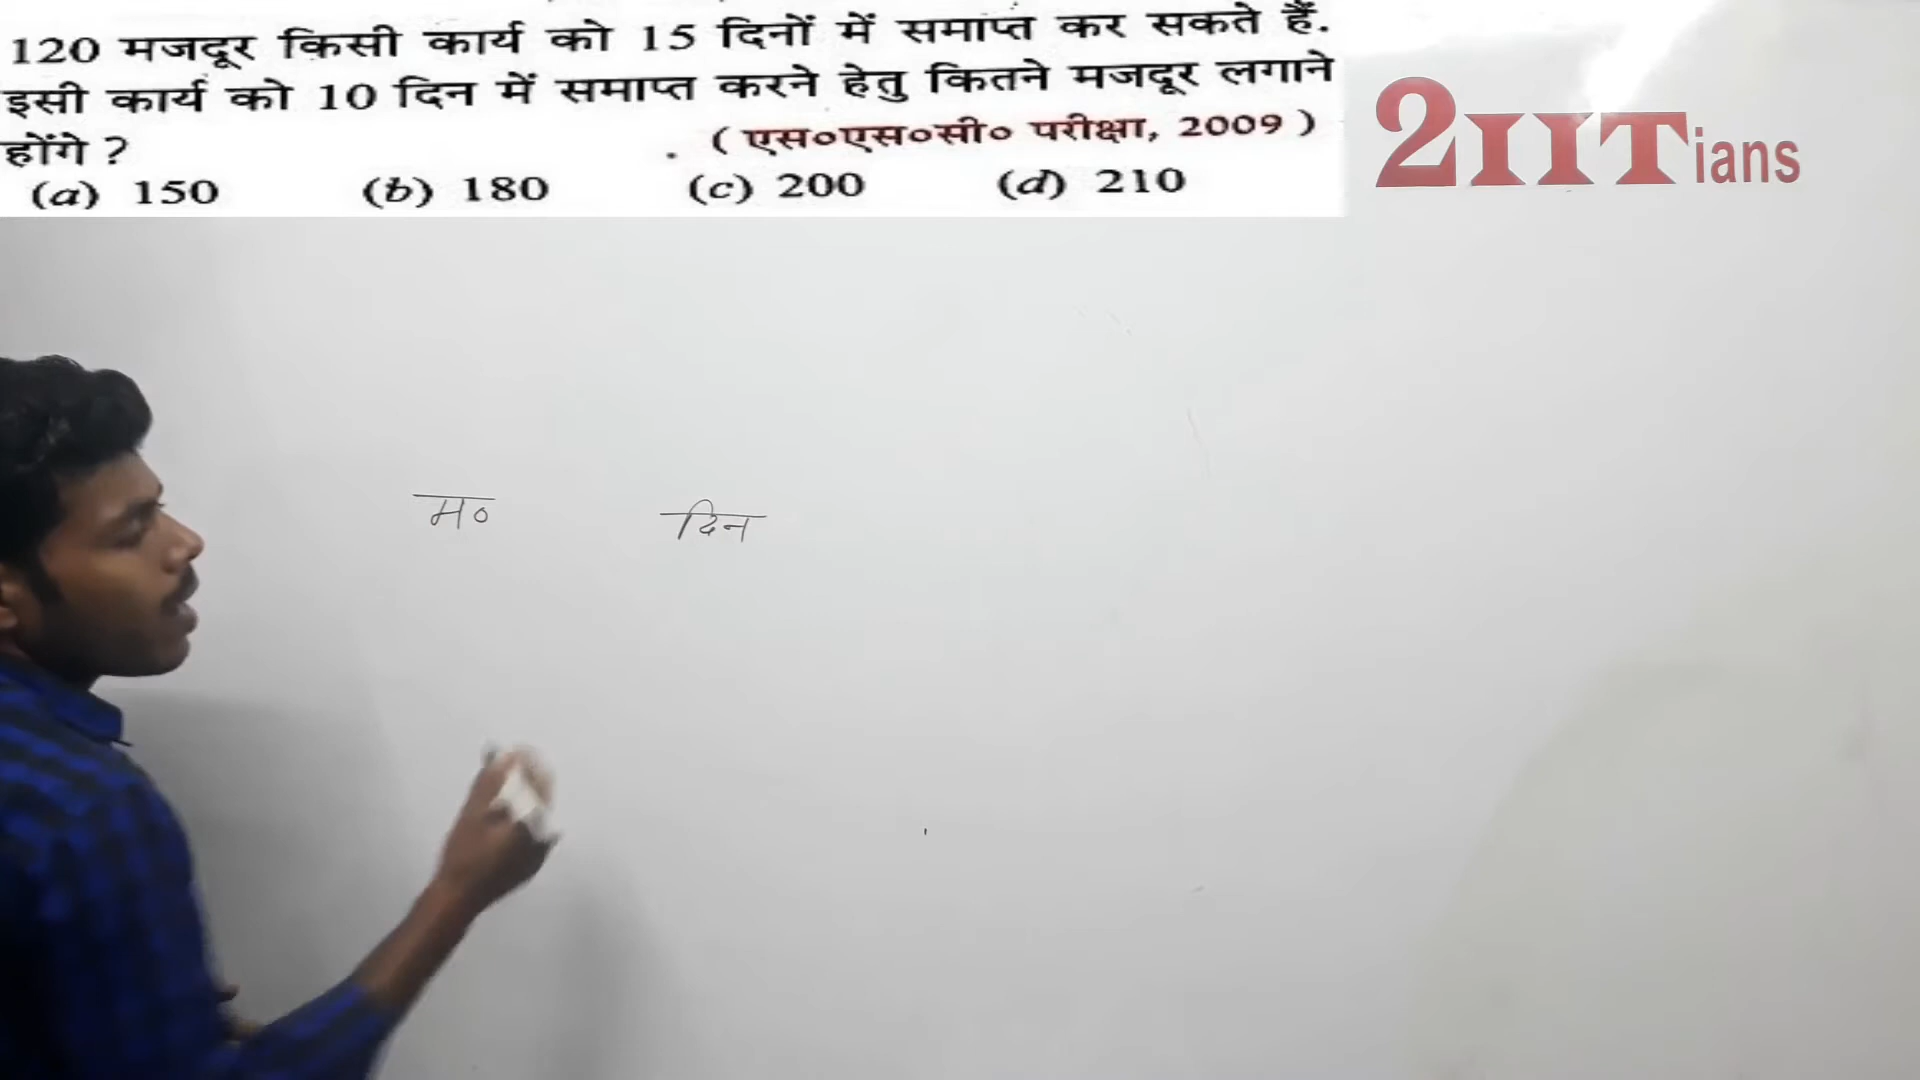 120 मजदूर किसी कार्य को 15 दिनों में समाप्त कर सकते हैं.
इसी कार्य को 10 दिन में समाप्त करने हेतु कितने मजदूर लगाने
होंगे ?
( एस०एस०सी० परीक्षा, 2009 )
(a) 150 (b) 180 (c) 200 (d) 210
2IITians
म० दिन